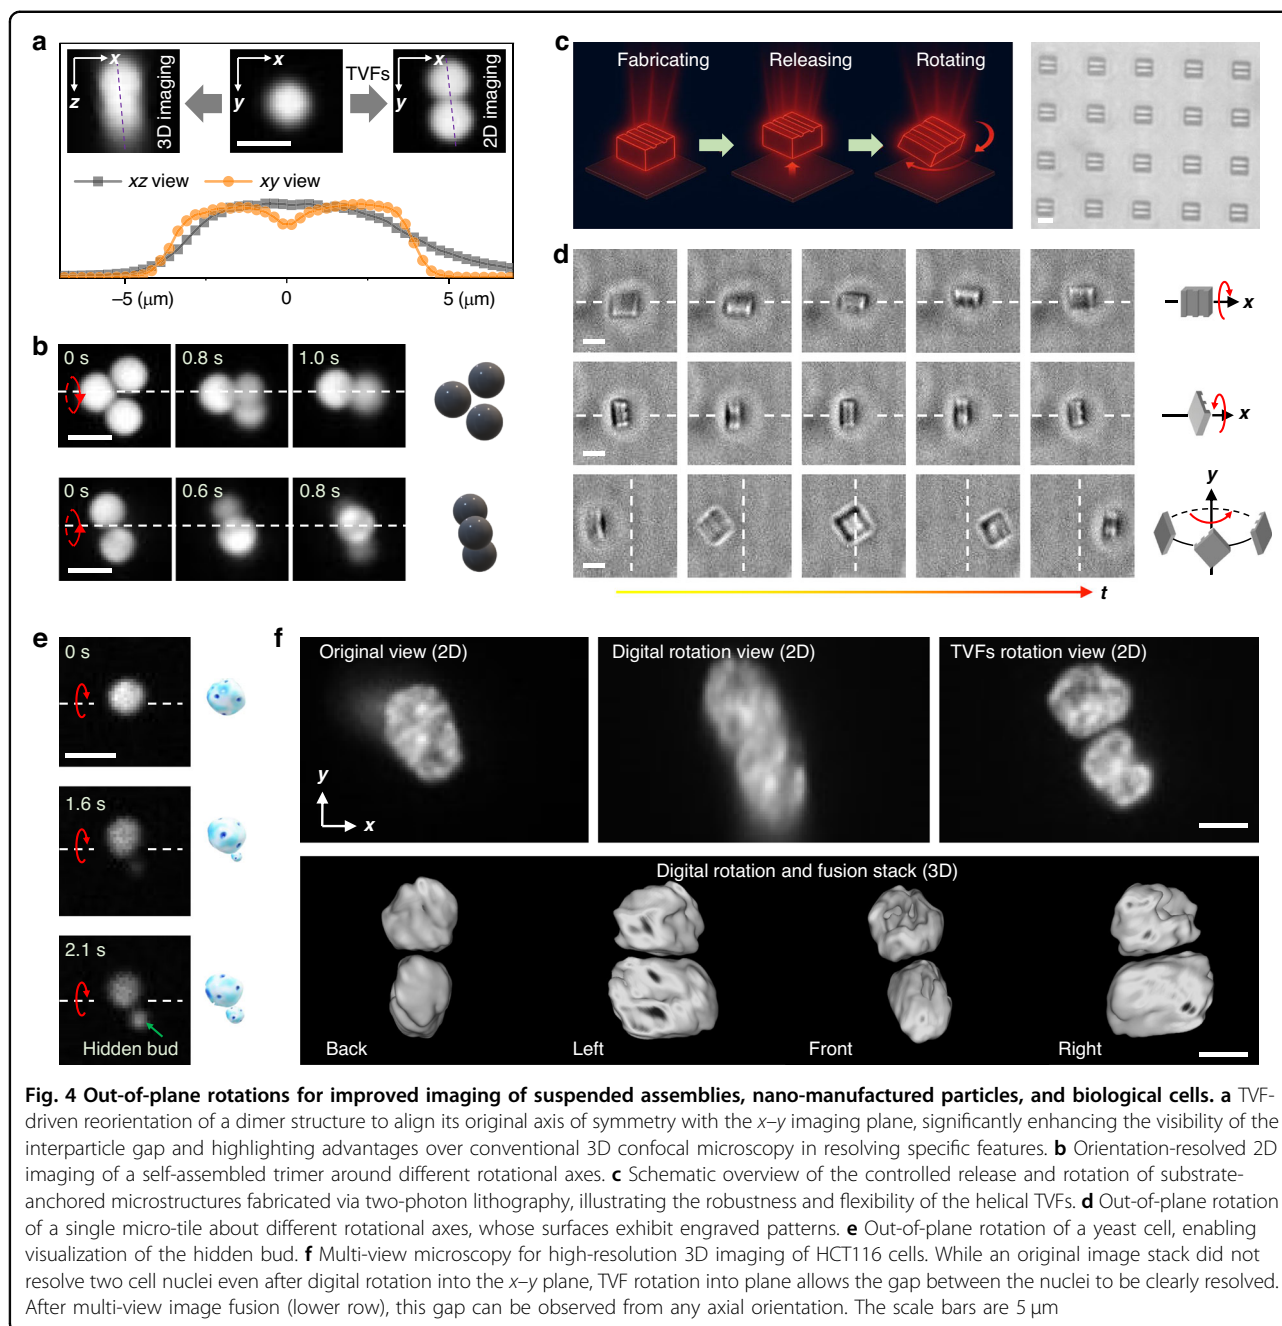 a
x
z
3D imaging
x
y
TVFs
x
y
2D imaging
xz view
xy view
−5 (μm)
0
5 (μm)
b
0 s
0.8 s
1.0 s
0 s
0.6 s
0.8 s
c
Fabricating
Releasing
Rotating
d
x
x
y
t
e
0 s
1.6 s
2.1 s
Hidden bud
f
Original view (2D)
Digital rotation view (2D)
TVFs rotation view (2D)
y
x
Digital rotation and fusion stack (3D)
Back
Left
Front
Right
Fig. 4 Out-of-plane rotations for improved imaging of suspended assemblies, nano-manufactured particles, and biological cells. a TVF-
driven reorientation of a dimer structure to align its original axis of symmetry with the x–y imaging plane, significantly enhancing the visibility of the
interparticle gap and highlighting advantages over conventional 3D confocal microscopy in resolving specific features. b Orientation-resolved 2D
imaging of a self-assembled trimer around different rotational axes. c Schematic overview of the controlled release and rotation of substrate-
anchored microstructures fabricated via two-photon lithography, illustrating the robustness and flexibility of the helical TVFs. d Out-of-plane rotation
of a single micro-tile about different rotational axes, whose surfaces exhibit engraved patterns. e Out-of-plane rotation of a yeast cell, enabling
visualization of the hidden bud. f Multi-view microscopy for high-resolution 3D imaging of HCT116 cells. While an original image stack did not
resolve two cell nuclei even after digital rotation into the x–y plane, TVF rotation into plane allows the gap between the nuclei to be clearly resolved.
After multi-view image fusion (lower row), this gap can be observed from any axial orientation. The scale bars are 5 μm